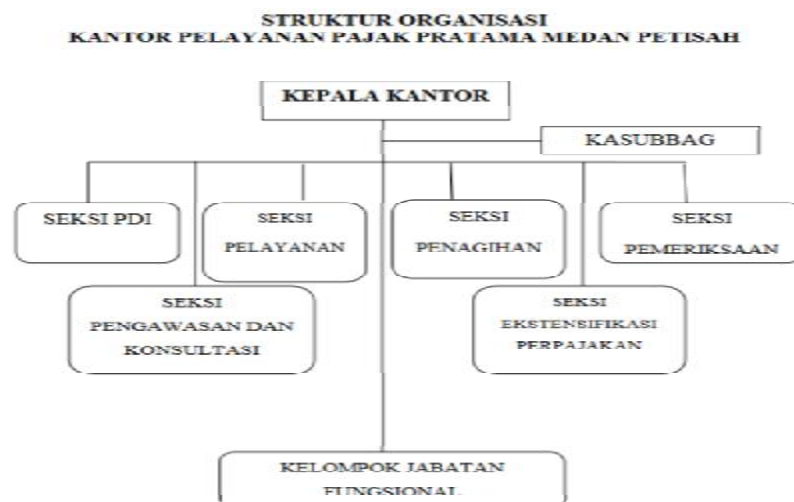 STRUKTUR ORGANISASI
KANTOR PELAYANAN PAJAK PRATAMA MEDAN PETISAH
KEPALA KANTOR
KASUBBAG
SEKSI PDI
SEKSI
PELAYANAN
SEKSI
PENAGIHAN
SEKSI
PEMERIKSAAN
SEKSI
PENGAWASAN DAN
KONSULTASI
SEKSI
EKSTENSIFIKASI
PERPAJAKAN
KELOMPOK JABATAN
FUNGSIONAL